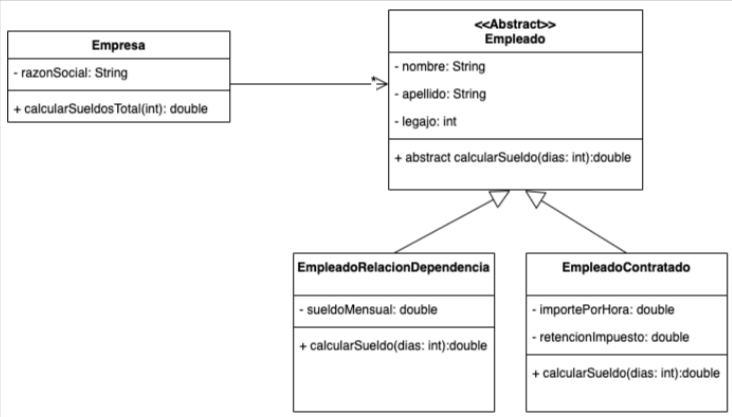 Empresa
- razonSocial: String
+ calcularSueldosTotal(int): double
*
<<Abstract>>
Empleado
- nombre: String
- apellido: String
- legajo: int
+ abstract calcularSueldo(dias: int):double
EmpleadoRelacionDependencia
- sueldoMensual: double
+ calcularSueldo(dias: int):double
EmpleadoContratado
- importePorHora: double
- retencionImpuesto: double
+ calcularSueldo(dias: int):double